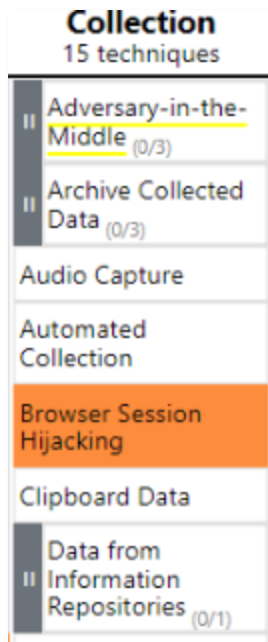 Collection
15 techniques
Adversary-in-the-
Middle (0/3)
Archive Collected
Data (0/3)
Audio Capture
Automated
Collection
Browser Session
Hijacking
Clipboard Data
Data from
Information
Repositories (0/1)